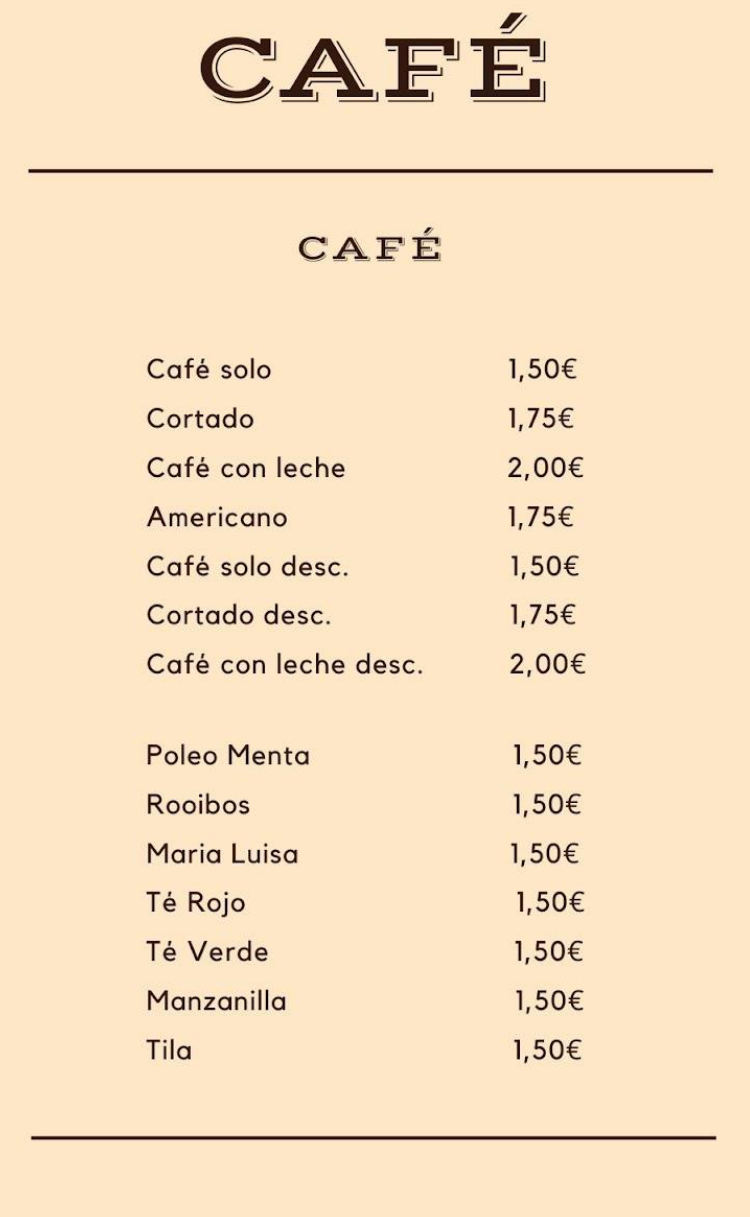 CAFÉ
CAFÉ
Café solo 1,50€
Cortado 1,75€
Café con leche 2,00€
Americano 1,75€
Café solo desc. 1,50€
Cortado desc. 1,75€
Café con leche desc. 2,00€
Poleo Menta 1,50€
Rooibos 1,50€
Maria Luisa 1,50€
Té Rojo 1,50€
Té Verde 1,50€
Manzanilla 1,50€
Tila 1,50€